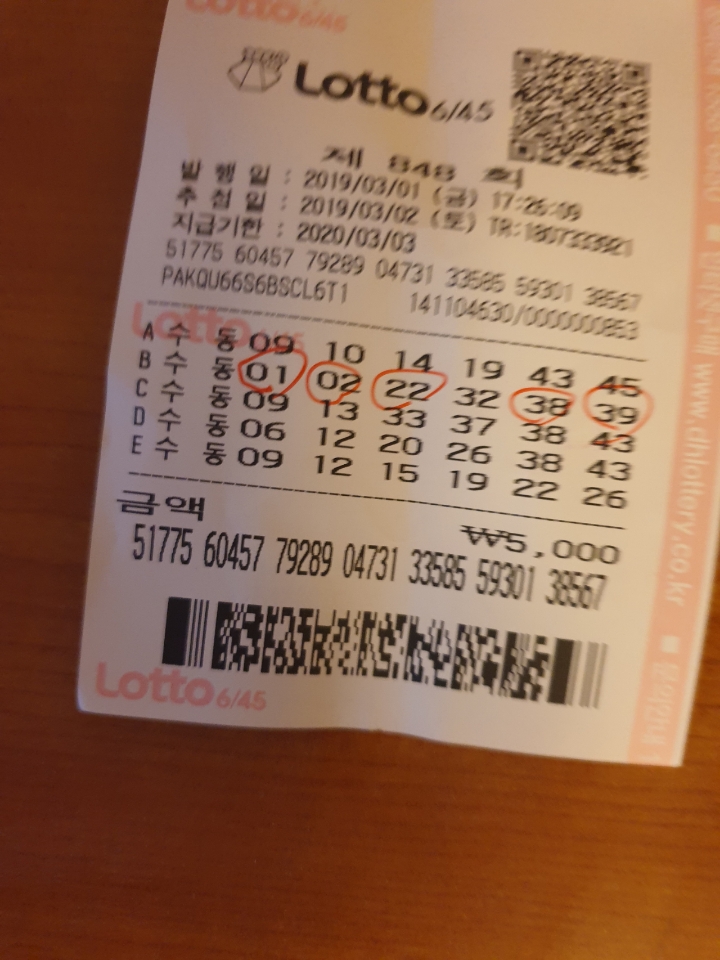 Lotto 6/45
Lotto 6/45
제 848 회
발 행 일 : 2019/03/01 (금) 17:26:09
추 첨 일 : 2019/03/02 (토) TR:1807333921
지급기한 : 2020/03/03
51775 60457 79289 04731 33585 59301 38567
PAKQU66S6BSCL6T1 141104630/0000000853
Lotto 6/45
A 수 동 09 10 14 19 43 45
B 수 동 01 02 22 32 38 39
C 수 동 09 13 33 37 38 43
D 수 동 06 12 20 26 38 43
E 수 동 09 12 15 19 22 26
금액 ₩5,000
51775 60457 79289 04731 33585 59301 38567
Lotto 6/45
www.dhlottery.co.kr